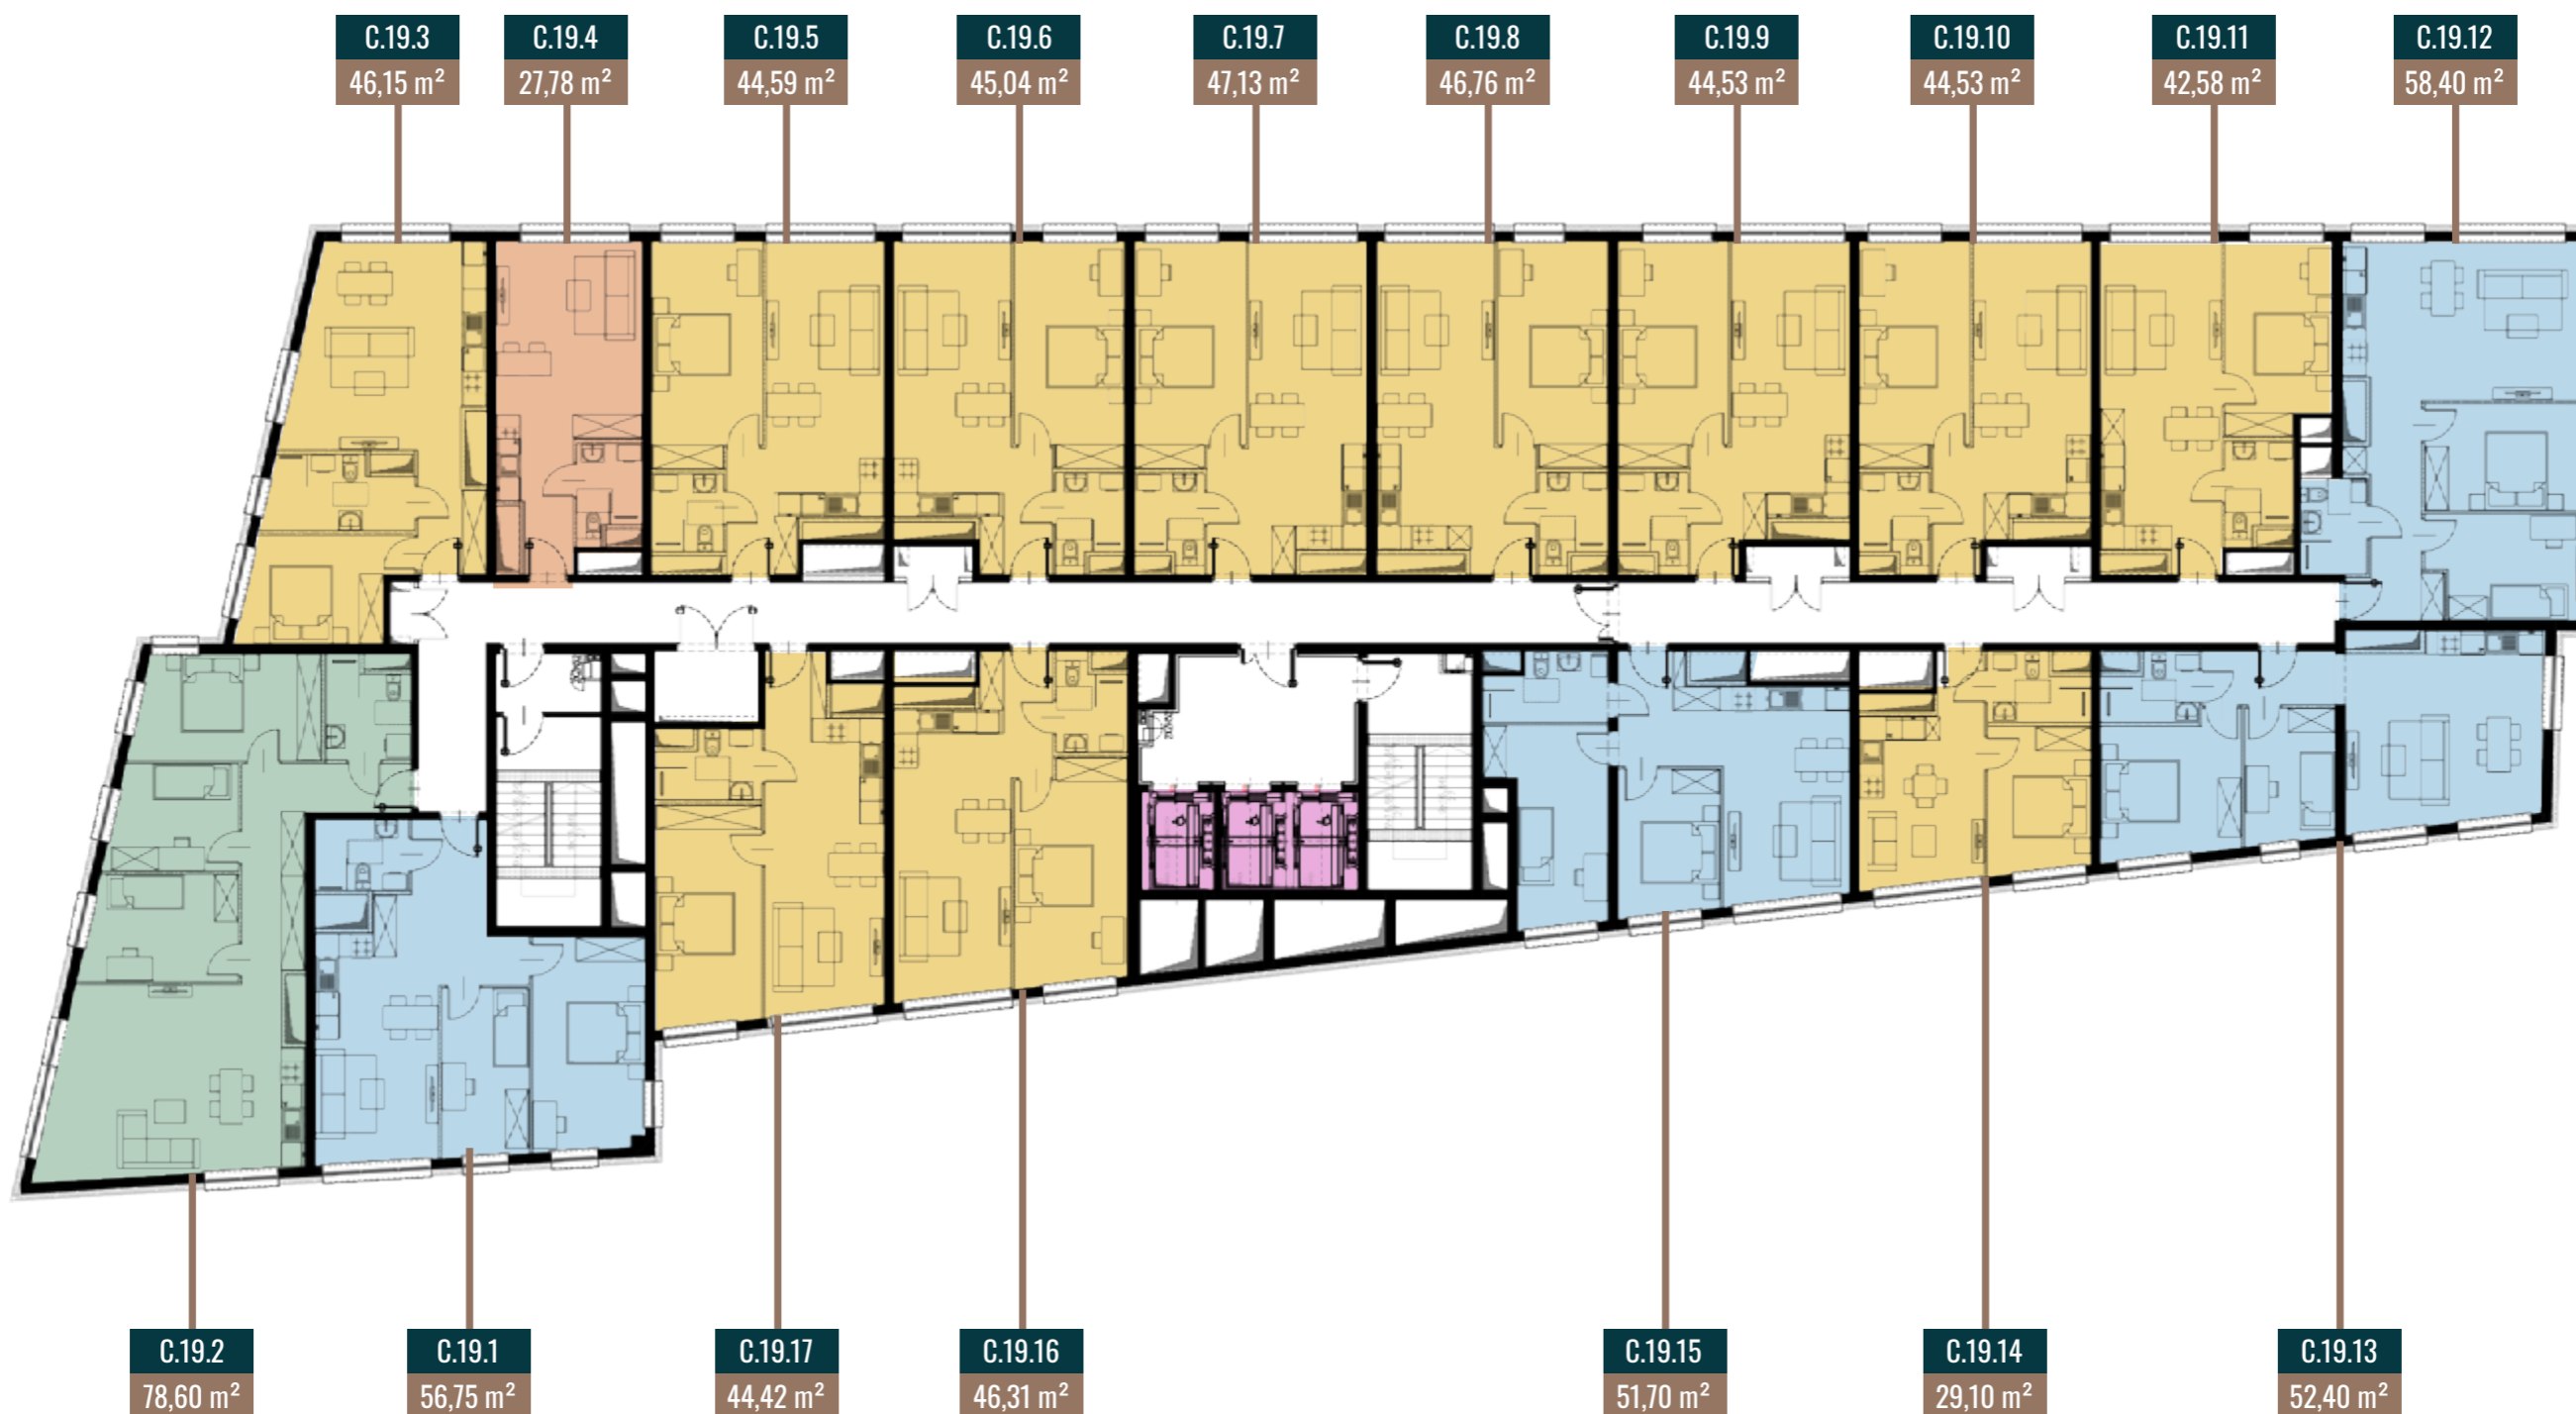 C.19.3 C.19.4 C.19.5 C.19.6 C.19.7 C.19.8 C.19.9 C.19.10 C.19.11 C.19.12
46,15 m² 27,78 m² 44,59 m² 45,04 m² 47,13 m² 46,76 m² 44,53 m² 44,53 m² 42,58 m² 58,40 m²
C.19.2 C.19.1 C.19.17 C.19.16 C.19.15 C.19.14 C.19.13
78,60 m² 56,75 m² 44,42 m² 46,31 m² 51,70 m² 29,10 m² 52,40 m²